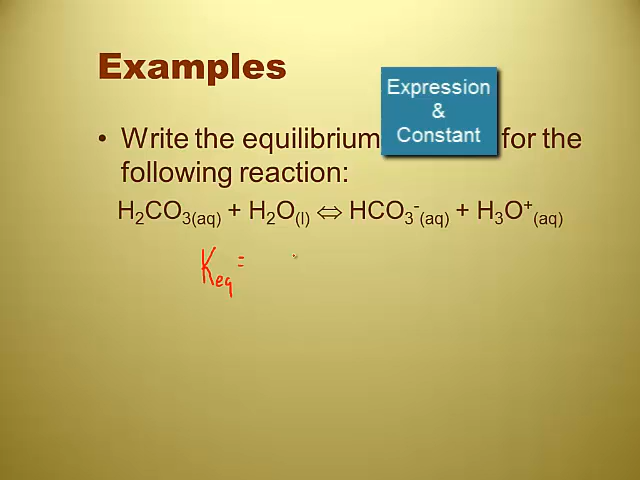 Examples
• Write the equilibrium for the
Expression
&
Constant
following reaction:
H₂CO₃(aq) + H₂O(l) ⇔ HCO₃⁻(aq) + H₃O⁺(aq)
Keq =